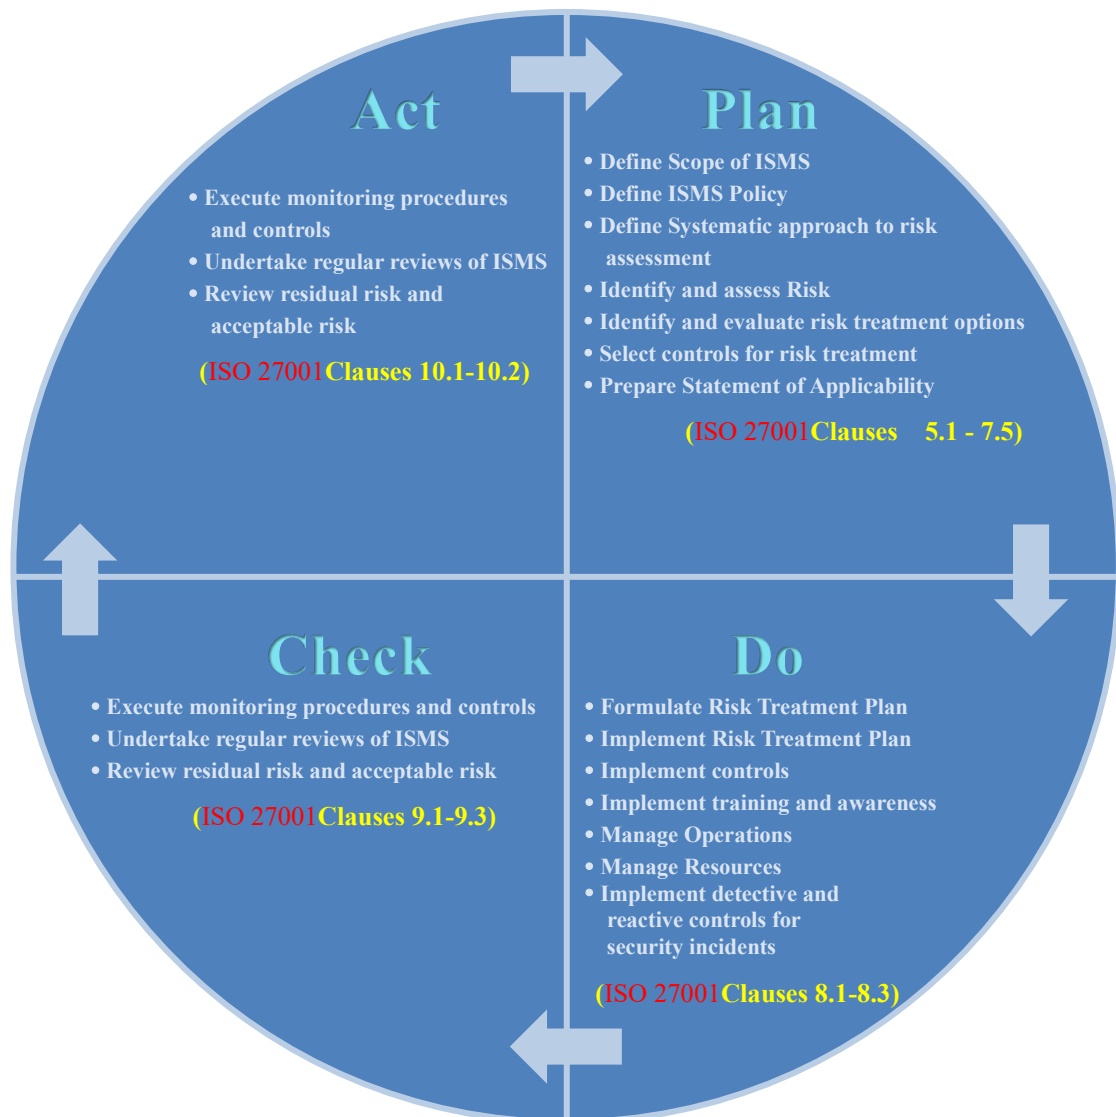 Act
• Execute monitoring procedures
and controls
• Undertake regular reviews of ISMS
• Review residual risk and
acceptable risk
(ISO 27001Clauses 10.1-10.2)
Plan
• Define Scope of ISMS
• Define ISMS Policy
• Define Systematic approach to risk
assessment
• Identify and assess Risk
• Identify and evaluate risk treatment options
• Select controls for risk treatment
• Prepare Statement of Applicability
(ISO 27001Clauses 5.1 - 7.5)
Check
• Execute monitoring procedures and controls
• Undertake regular reviews of ISMS
• Review residual risk and acceptable risk
(ISO 27001Clauses 9.1-9.3)
Do
• Formulate Risk Treatment Plan
• Implement Risk Treatment Plan
• Implement controls
• Implement training and awareness
• Manage Operations
• Manage Resources
• Implement detective and
reactive controls for
security incidents
(ISO 27001Clauses 8.1-8.3)